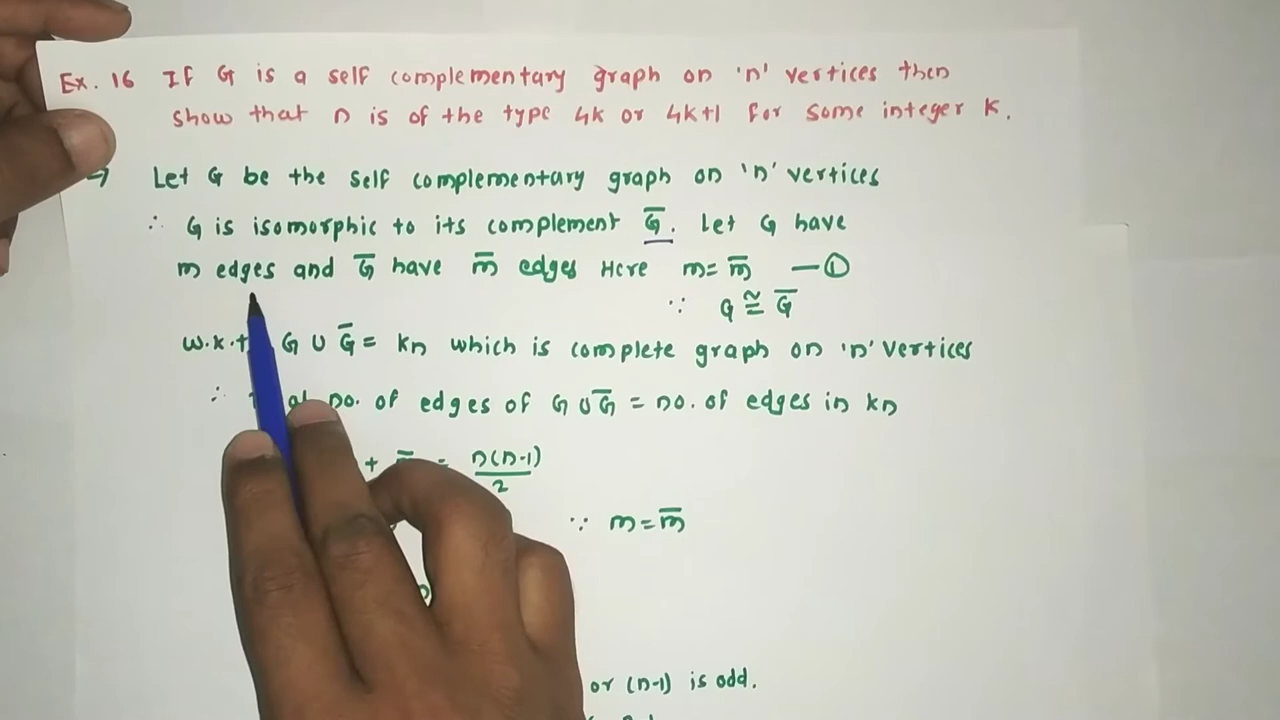 Ex. 16 If G is a self complementary graph on 'n' vertices then
show that n is of the type 4k or 4k+1 for some integer k.
→ Let G be the self complementary graph on 'n' vertices
∴ G is isomorphic to its complement G̅. Let G have
m edges and G̅ have m̅ edges Here m = m̅ —①
∵ G ≅ G̅
w.k.t G ∪ G̅ = kn which is complete graph on 'n' vertices
∴ no. of edges of G ∪ G̅ = no. of edges in kn
+ m̅ = n(n-1)/2
∵ m = m̅
or (n-1) is odd.